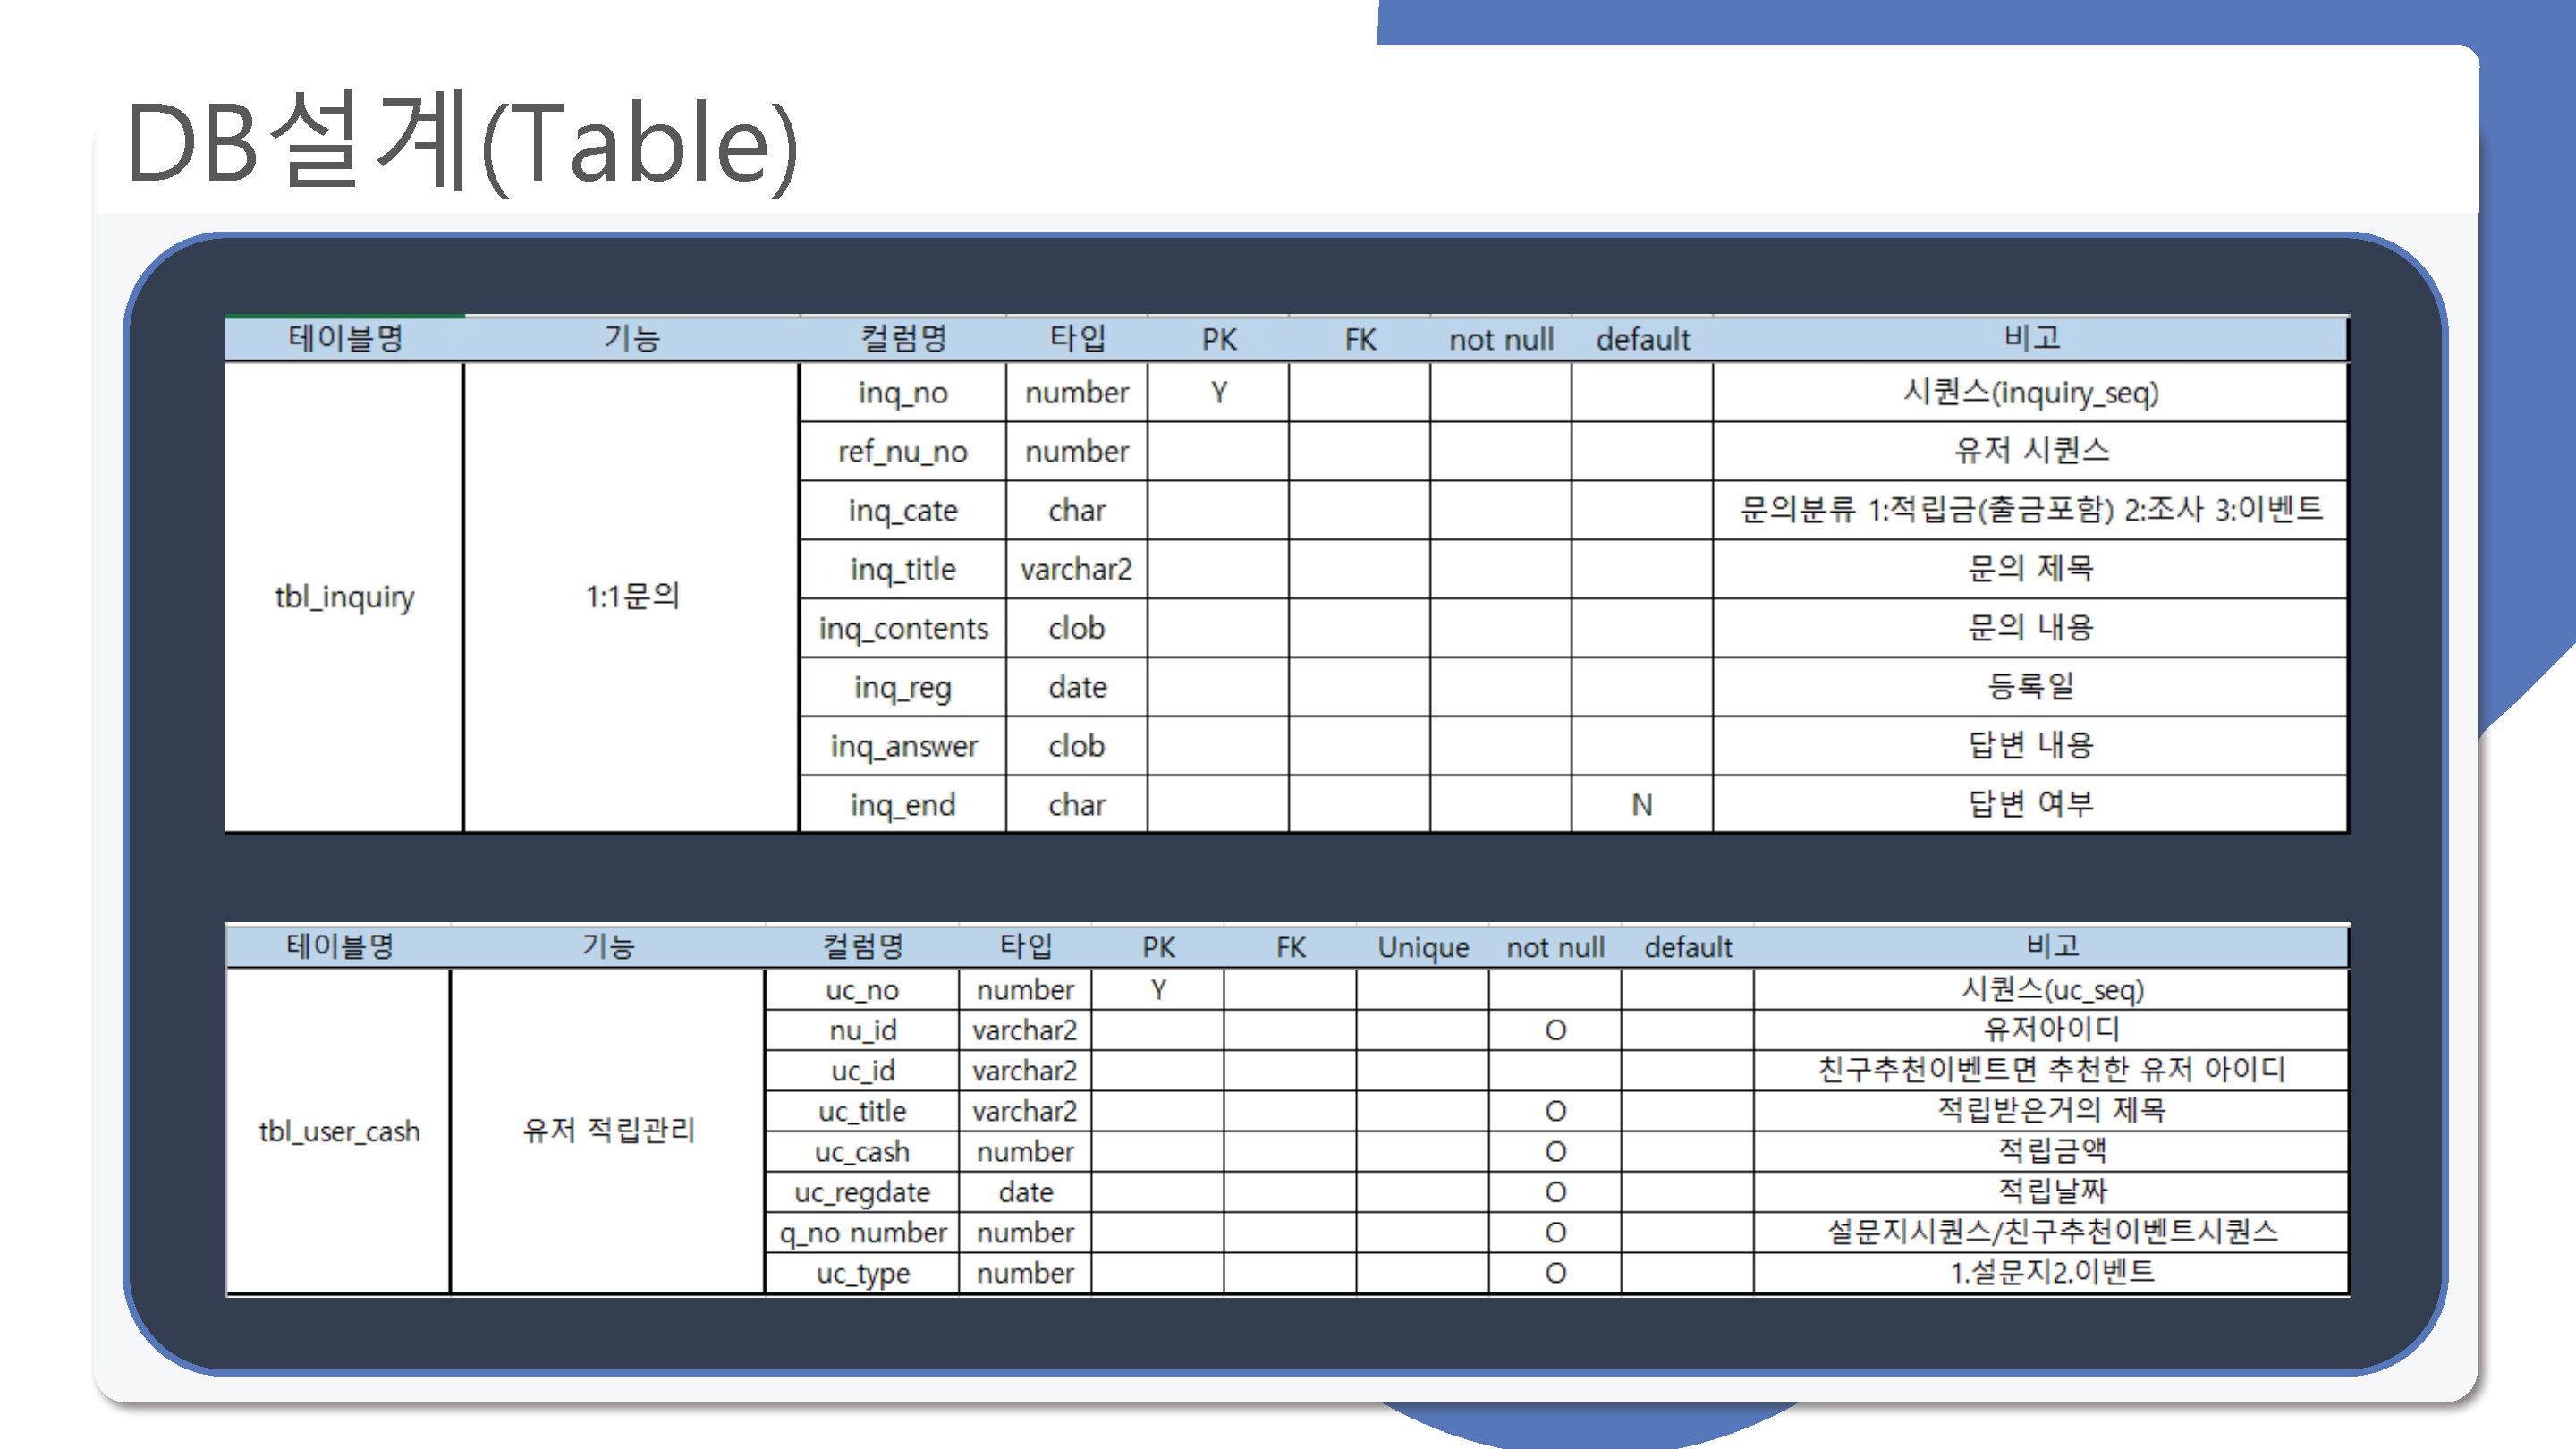 DB설계(Table)
테이블명 기능 컬럼명 타입 PK FK not null default 비고
inq_no number Y 시퀀스(inquiry_seq)
ref_nu_no number 유저 시퀀스
inq_cate char 문의분류 1:적립금(출금포함) 2:조사 3:이벤트
inq_title varchar2 문의 제목
tbl_inquiry 1:1문의
inq_contents clob 문의 내용
inq_reg date 등록일
inq_answer clob 답변 내용
inq_end char N 답변 여부
테이블명 기능 컬럼명 타입 PK FK Unique not null default 비고
uc_no number Y 시퀀스(uc_seq)
nu_id varchar2 O 유저아이디
uc_id varchar2 친구추천이벤트면 추천한 유저 아이디
uc_title varchar2 O 적립받은거의 제목
tbl_user_cash 유저 적립관리
uc_cash number O 적립금액
uc_regdate date O 적립날짜
q_no number number O 설문지시퀀스/친구추천이벤트시퀀스
uc_type number O 1.설문지2.이벤트